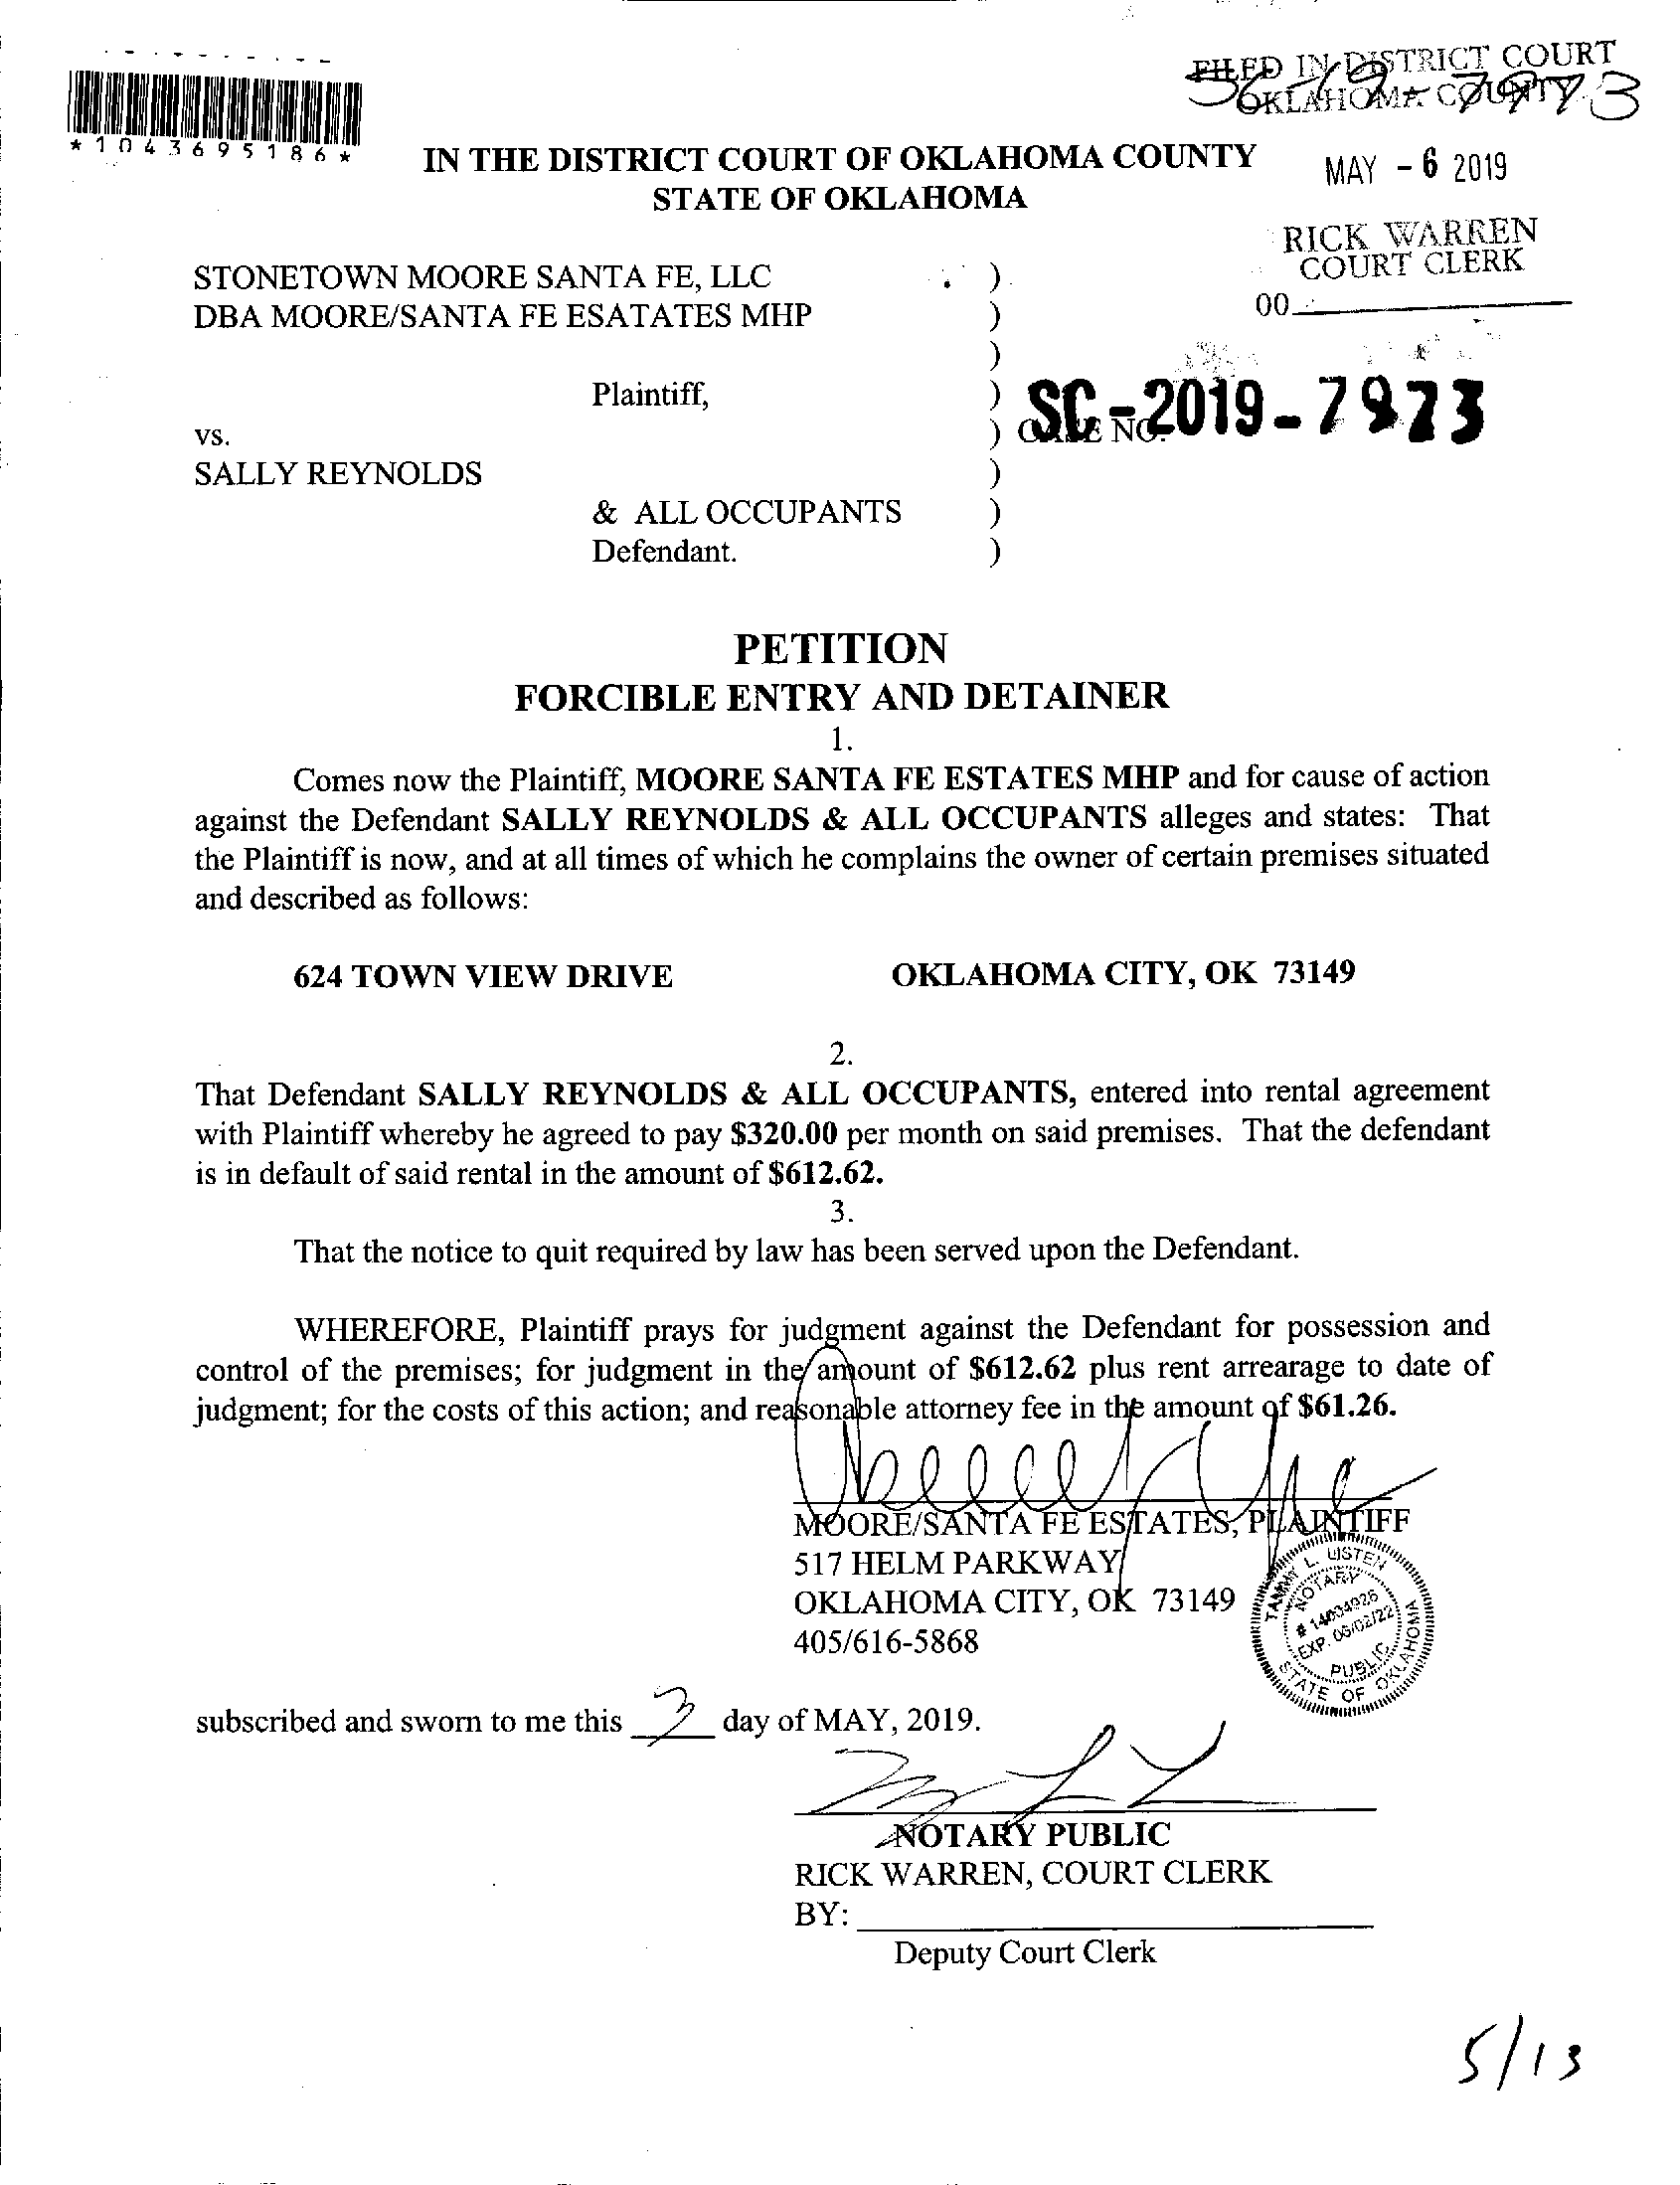 FILED IN DISTRICT COURT
OKLAHOMA COUNTY
SC-19-7973
*1043695186*
IN THE DISTRICT COURT OF OKLAHOMA COUNTY
STATE OF OKLAHOMA
MAY - 6 2019
RICK WARREN
COURT CLERK
00
STONETOWN MOORE SANTA FE, LLC )
DBA MOORE/SANTA FE ESATATES MHP )
)
Plaintiff, )
vs. ) CASE NO. SC-2019-7973
SALLY REYNOLDS )
& ALL OCCUPANTS )
Defendant. )
PETITION
FORCIBLE ENTRY AND DETAINER
1.
Comes now the Plaintiff, MOORE SANTA FE ESTATES MHP and for cause of action
against the Defendant SALLY REYNOLDS & ALL OCCUPANTS alleges and states: That
the Plaintiff is now, and at all times of which he complains the owner of certain premises situated
and described as follows:
624 TOWN VIEW DRIVE OKLAHOMA CITY, OK 73149
2.
That Defendant SALLY REYNOLDS & ALL OCCUPANTS, entered into rental agreement
with Plaintiff whereby he agreed to pay $320.00 per month on said premises. That the defendant
is in default of said rental in the amount of $612.62.
3.
That the notice to quit required by law has been served upon the Defendant.
WHEREFORE, Plaintiff prays for judgment against the Defendant for possession and
control of the premises; for judgment in the amount of $612.62 plus rent arrearage to date of
judgment; for the costs of this action; and reasonable attorney fee in the amount of $61.26.
MOORE/SANTA FE ESTATES, PLAINTIFF
517 HELM PARKWAY
OKLAHOMA CITY, OK 73149
405/616-5868
TAMMY L. LISTEN
NOTARY
# 14034926
EXP. 05/02/22
PUBLIC
STATE OF OKLAHOMA
subscribed and sworn to me this 3 day of MAY, 2019.
NOTARY PUBLIC
RICK WARREN, COURT CLERK
BY:
Deputy Court Clerk
5/13